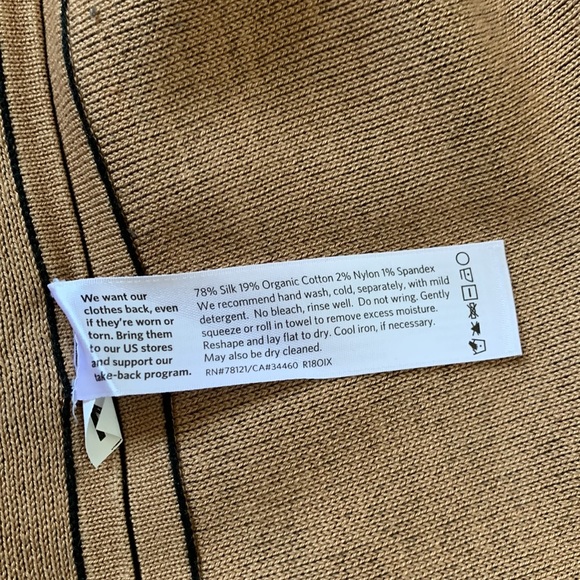 We want our
clothes back, even
if they're worn or
torn. Bring them
to our US stores
and support our
take-back program.
78% Silk 19% Organic Cotton 2% Nylon 1% Spandex
We recommend hand wash, cold, separately, with mild
detergent. No bleach, rinse well. Do not wring. Gently
squeeze or roll in towel to remove excess moisture.
Reshape and lay flat to dry. Cool iron, if necessary.
May also be dry cleaned.
RN#78121/CA#34460 R18OIX